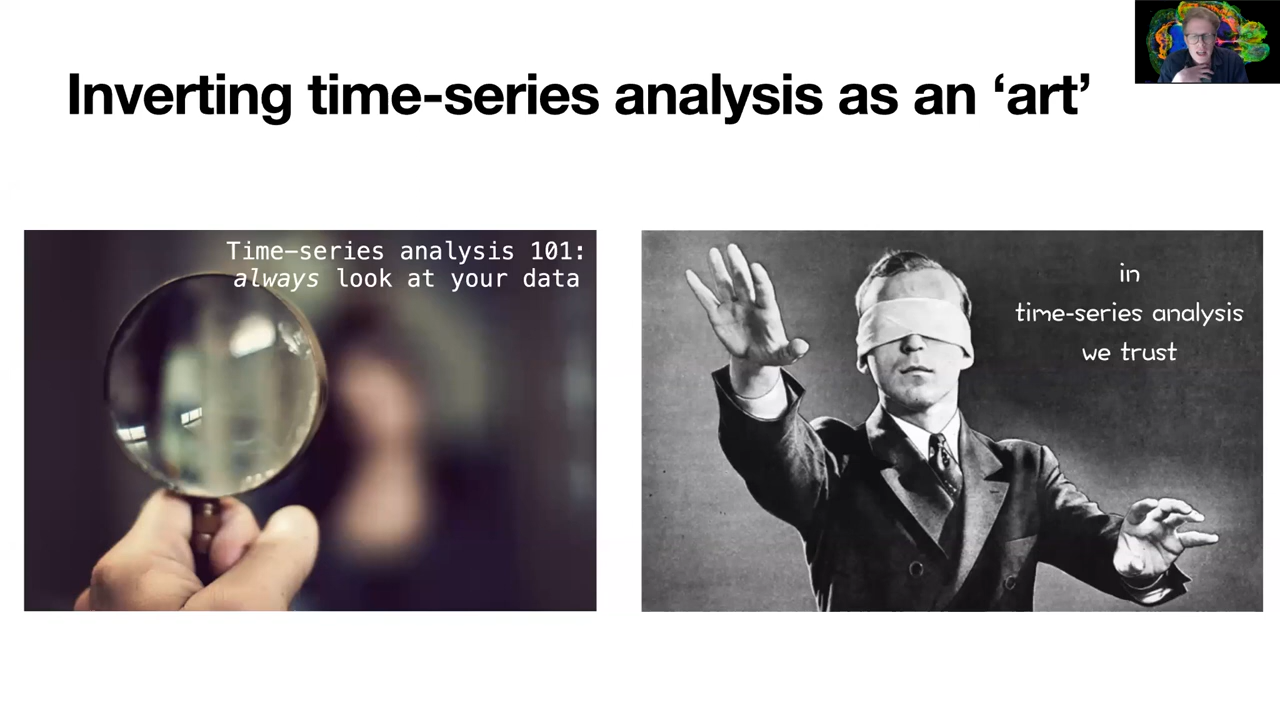 Inverting time-series analysis as an ‘art’
Time-series analysis 101:
always look at your data
in
time-series analysis
we trust